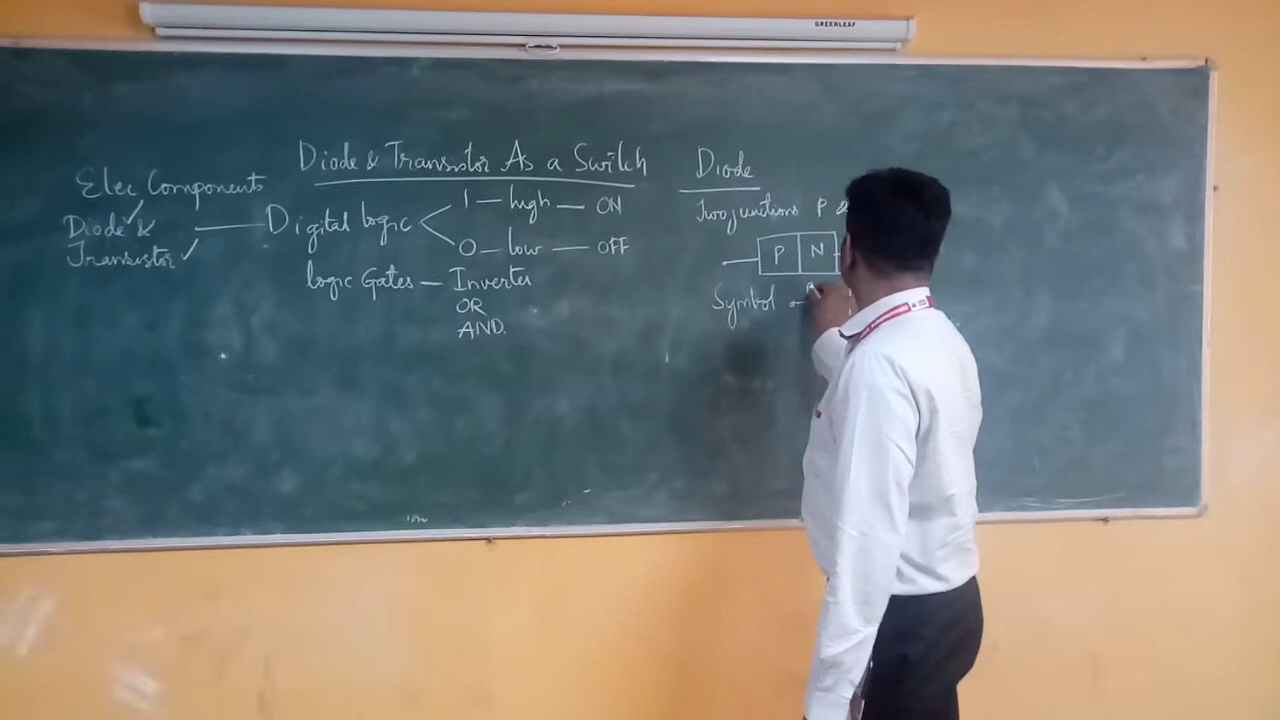 GREENLEAF
Diode & Transistor As a Switch
Elec Components
Diode &
Transistor
Digital logic
1 — high — ON
0 — low — OFF
Logic Gates — Inverter
OR
AND.
Diode
Two juntions P &
P N
Symbol